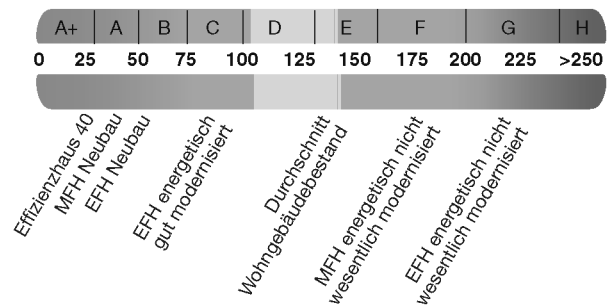 A+ A B C D E F G H
0 25 50 75 100 125 150 175 200 225 >250
Effizienzhaus 40
MFH Neubau
EFH Neubau
EFH energetisch
gut modernisiert
Durchschnitt
Wohngebäudebestand
MFH energetisch nicht
wesentlich modernisiert
EFH energetisch nicht
wesentlich modernisiert